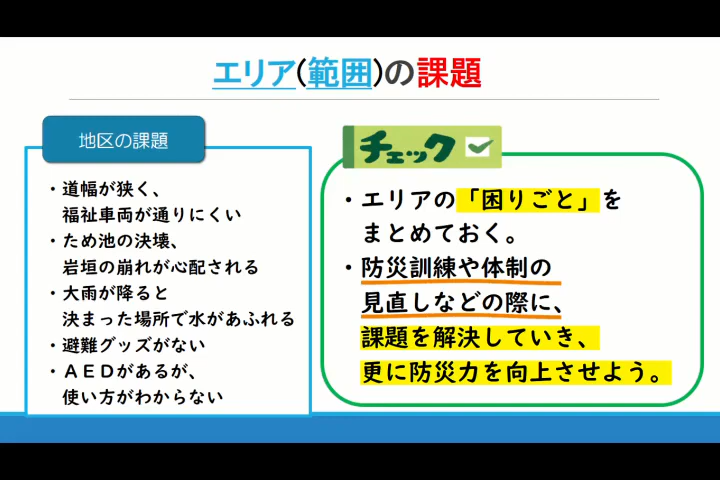 エリア(範囲)の課題
地区の課題
・道幅が狭く、
福祉車両が通りにくい
・ため池の決壊、
岩垣の崩れが心配される
・大雨が降ると
決まった場所で水があふれる
・避難グッズがない
・ＡＥＤがあるが、
使い方がわからない
チェック
・エリアの「困りごと」を
まとめておく。
・防災訓練や体制の
見直しなどの際に、
課題を解決していき、
更に防災力を向上させよう。